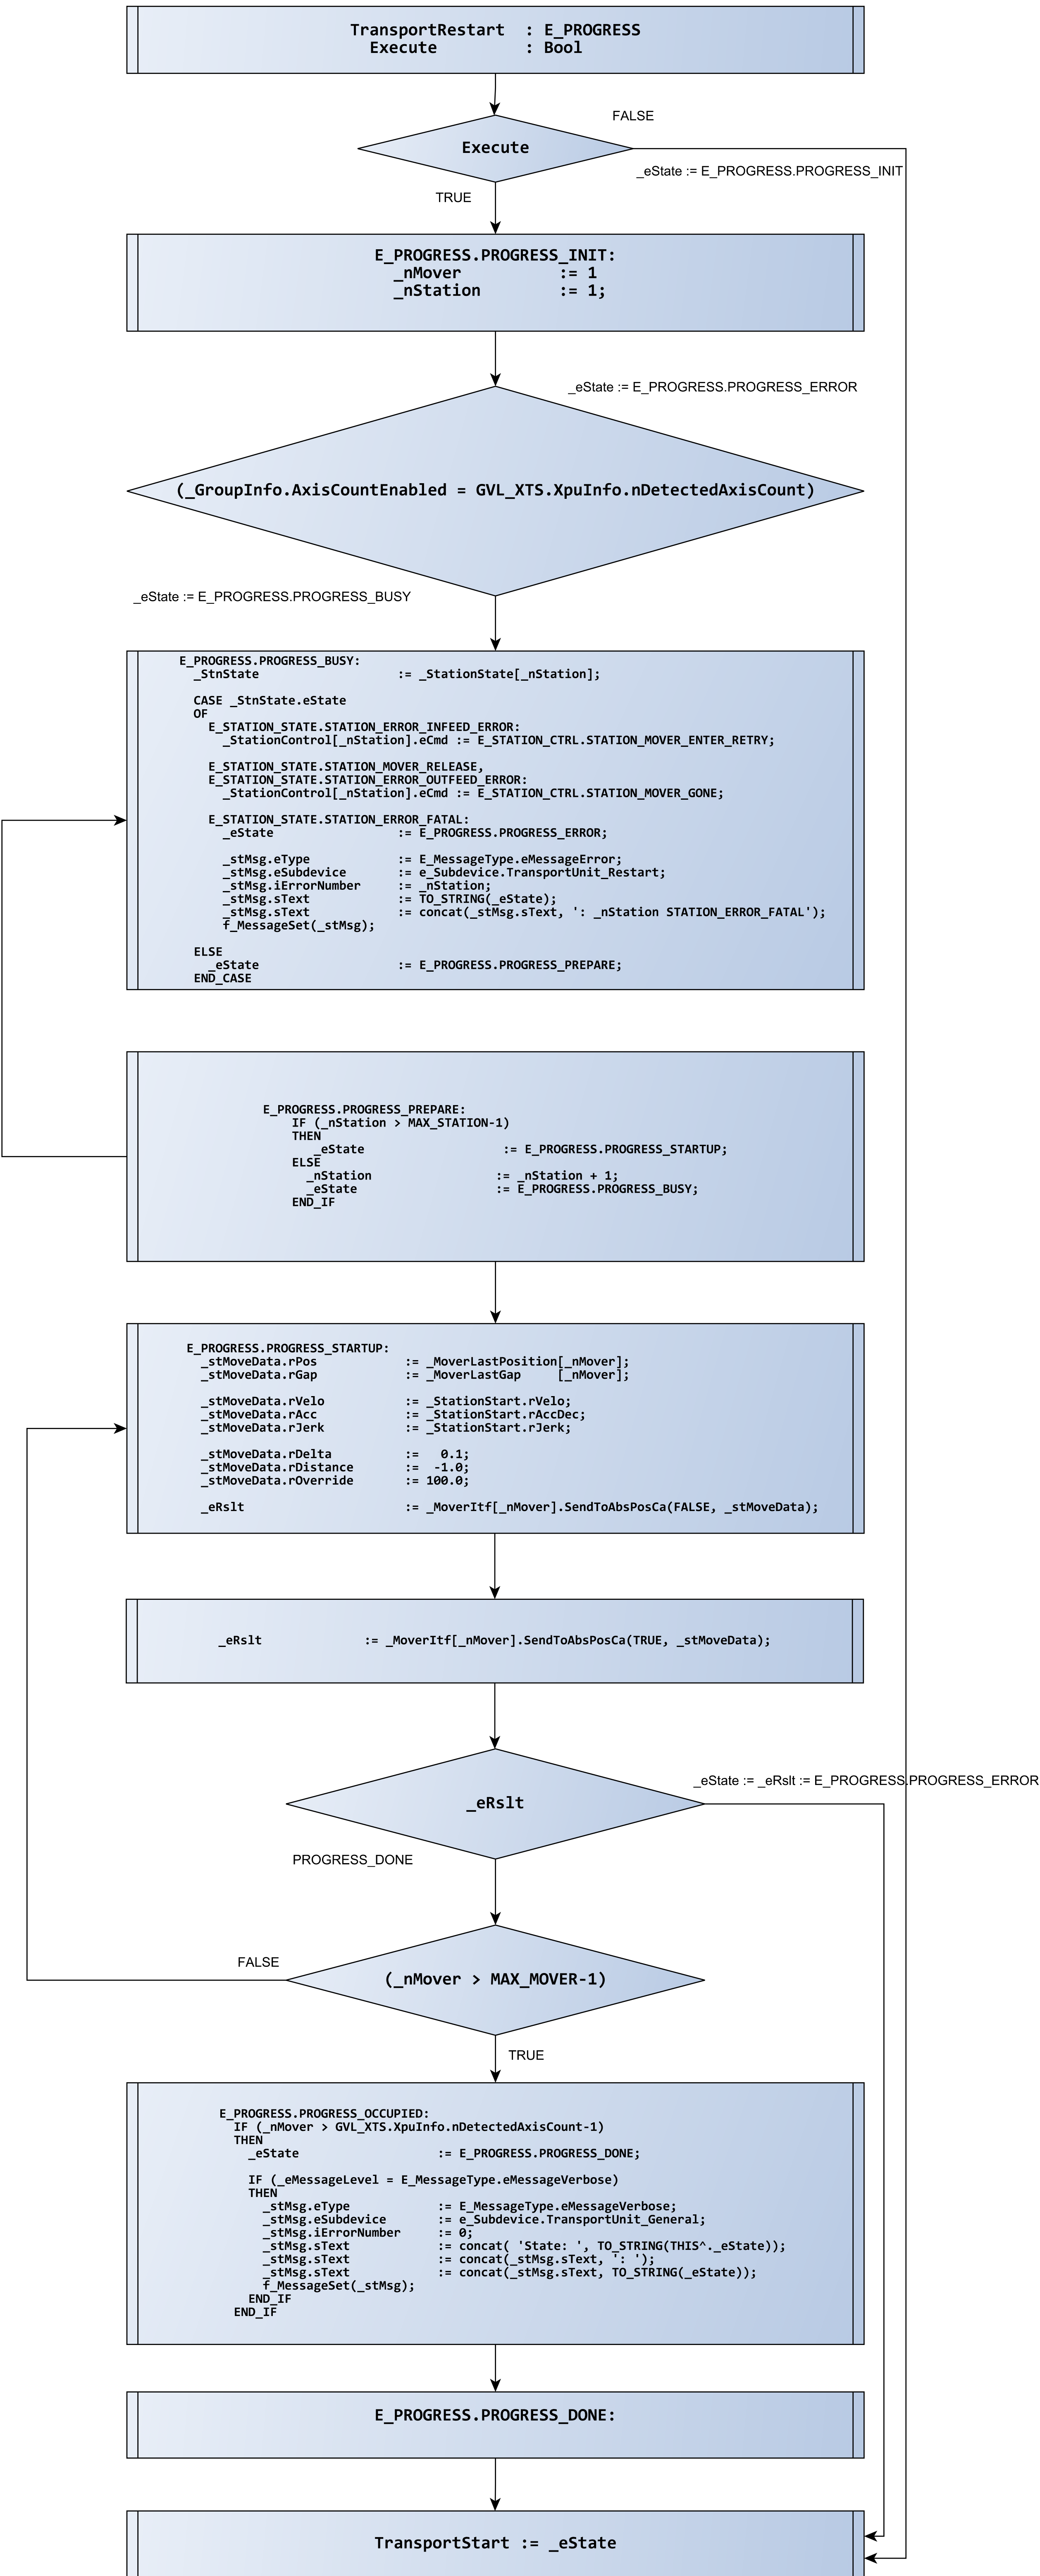 TransportRestart : E_PROGRESS
Execute : Bool
FALSE
Execute
_eState := E_PROGRESS.PROGRESS_INIT
TRUE
E_PROGRESS.PROGRESS_INIT:
_nMover := 1
_nStation := 1;
_eState := E_PROGRESS.PROGRESS_ERROR
(_GroupInfo.AxisCountEnabled = GVL_XTS.XpuInfo.nDetectedAxisCount)
_eState := E_PROGRESS.PROGRESS_BUSY
E_PROGRESS.PROGRESS_BUSY:
_StnState := _StationState[_nStation];
CASE _StnState.eState
OF
E_STATION_STATE.STATION_ERROR_INFEED_ERROR:
_StationControl[_nStation].eCmd := E_STATION_CTRL.STATION_MOVER_ENTER_RETRY;
E_STATION_STATE.STATION_MOVER_RELEASE,
E_STATION_STATE.STATION_ERROR_OUTFEED_ERROR:
_StationControl[_nStation].eCmd := E_STATION_CTRL.STATION_MOVER_GONE;
E_STATION_STATE.STATION_ERROR_FATAL:
_eState := E_PROGRESS.PROGRESS_ERROR;
_stMsg.eType := E_MessageType.eMessageError;
_stMsg.eSubdevice := e_Subdevice.TransportUnit_Restart;
_stMsg.iErrorNumber := _nStation;
_stMsg.sText := TO_STRING(_eState);
_stMsg.sText := concat(_stMsg.sText, ': _nStation STATION_ERROR_FATAL');
f_MessageSet(_stMsg);
ELSE
_eState := E_PROGRESS.PROGRESS_PREPARE;
END_CASE
E_PROGRESS.PROGRESS_PREPARE:
IF (_nStation > MAX_STATION-1)
THEN
_eState := E_PROGRESS.PROGRESS_STARTUP;
ELSE
_nStation := _nStation + 1;
_eState := E_PROGRESS.PROGRESS_BUSY;
END_IF
E_PROGRESS.PROGRESS_STARTUP:
_stMoveData.rPos := _MoverLastPosition[_nMover];
_stMoveData.rGap := _MoverLastGap [_nMover];
_stMoveData.rVelo := _StationStart.rVelo;
_stMoveData.rAcc := _StationStart.rAccDec;
_stMoveData.rJerk := _StationStart.rJerk;
_stMoveData.rDelta := 0.1;
_stMoveData.rDistance := -1.0;
_stMoveData.rOverride := 100.0;
_eRslt := _MoverItf[_nMover].SendToAbsPosCa(FALSE, _stMoveData);
_eRslt := _MoverItf[_nMover].SendToAbsPosCa(TRUE, _stMoveData);
_eState := _eRslt := E_PROGRESS.PROGRESS_ERROR
_eRslt
PROGRESS_DONE
FALSE
(_nMover > MAX_MOVER-1)
TRUE
E_PROGRESS.PROGRESS_OCCUPIED:
IF (_nMover > GVL_XTS.XpuInfo.nDetectedAxisCount-1)
THEN
_eState := E_PROGRESS.PROGRESS_DONE;
IF (_eMessageLevel = E_MessageType.eMessageVerbose)
THEN
_stMsg.eType := E_MessageType.eMessageVerbose;
_stMsg.eSubdevice := e_Subdevice.TransportUnit_General;
_stMsg.iErrorNumber := 0;
_stMsg.sText := concat( 'State: ', TO_STRING(THIS^._eState));
_stMsg.sText := concat(_stMsg.sText, ': ');
_stMsg.sText := concat(_stMsg.sText, TO_STRING(_eState));
f_MessageSet(_stMsg);
END_IF
END_IF
E_PROGRESS.PROGRESS_DONE:
TransportStart := _eState